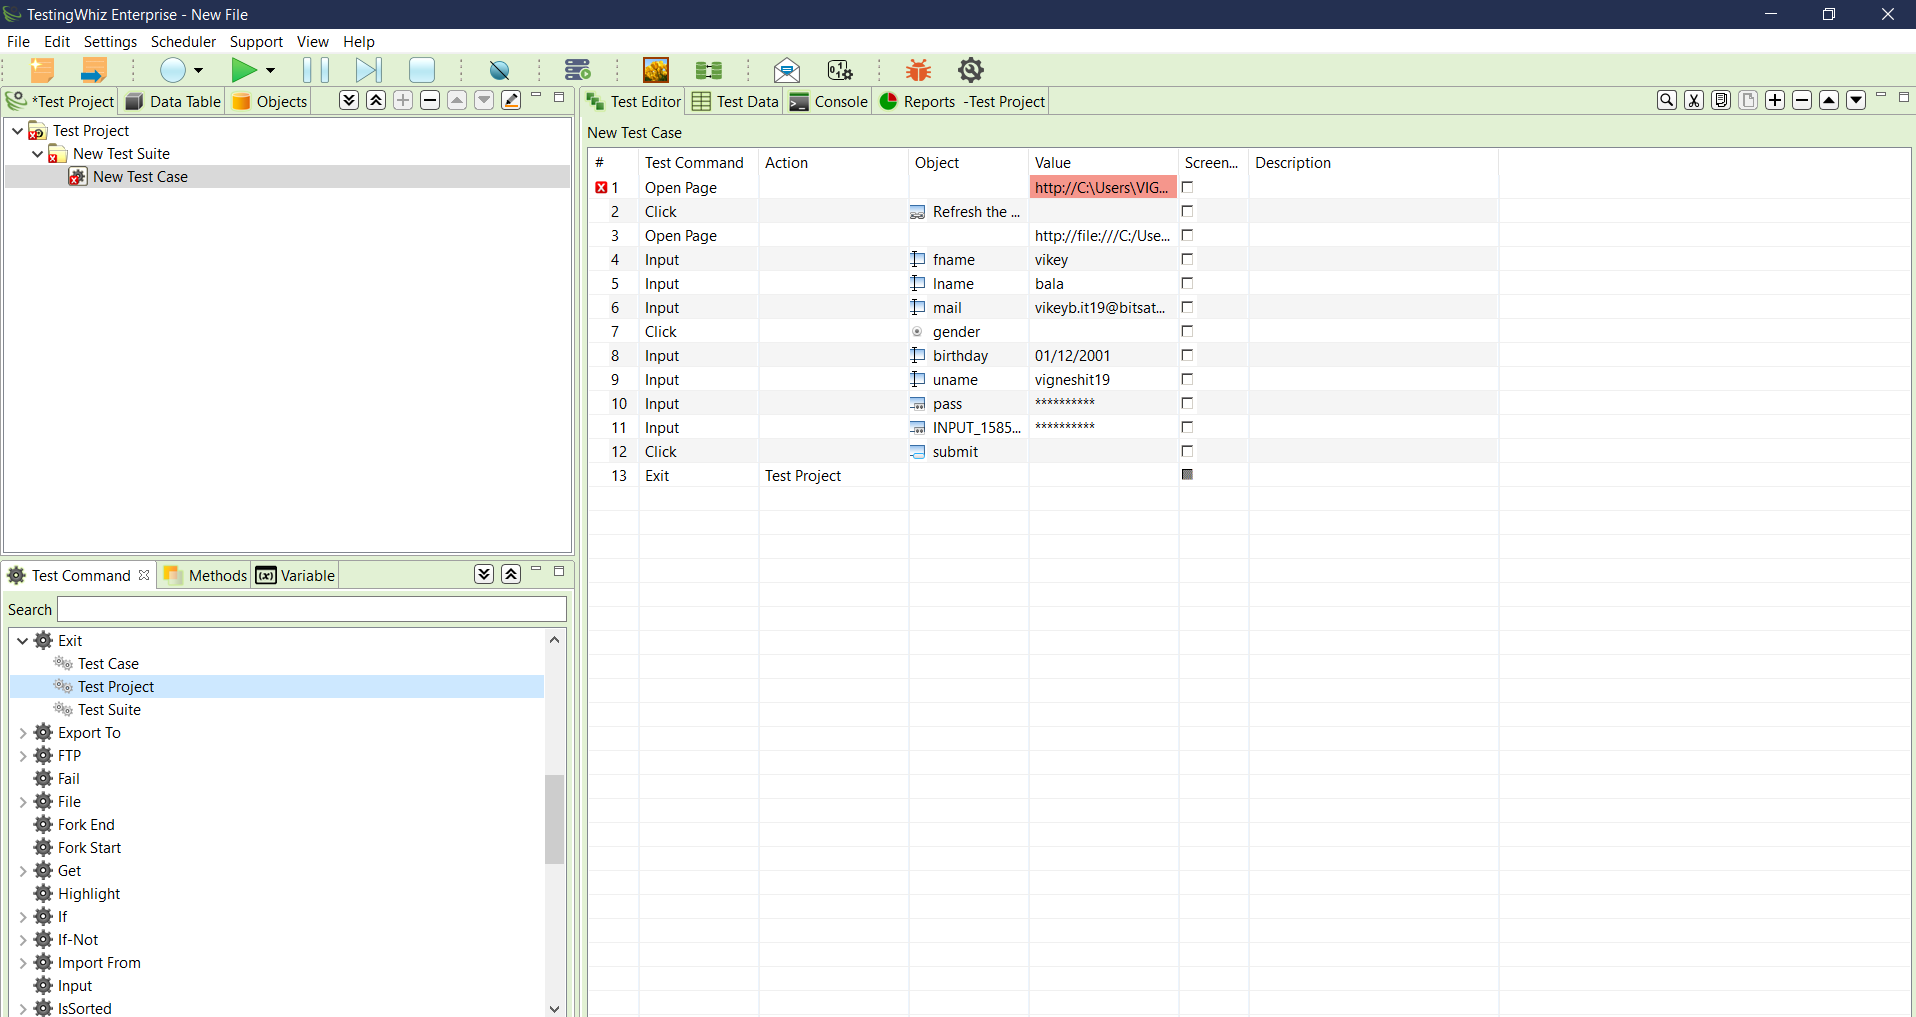 TestingWhiz Enterprise - New File
File Edit Settings Scheduler Support View Help
*Test Project Data Table Objects
Test Project
New Test Suite
New Test Case
Test Editor Test Data Console Reports -Test Project
New Test Case
# Test Command Action Object Value Screen... Description
1 Open Page http://C:\Users\VIG...
2 Click Refresh the ...
3 Open Page http://file:///C:/Use...
4 Input fname vikey
5 Input lname bala
6 Input mail vikeyb.it19@bitsat...
7 Click gender
8 Input birthday 01/12/2001
9 Input uname vigneshit19
10 Input pass **********
11 Input INPUT_1585... **********
12 Click submit
13 Exit Test Project
Test Command Methods (x) Variable
Search
Exit
Test Case
Test Project
Test Suite
Export To
FTP
Fail
File
Fork End
Fork Start
Get
Highlight
If
If-Not
Import From
Input
IsSorted